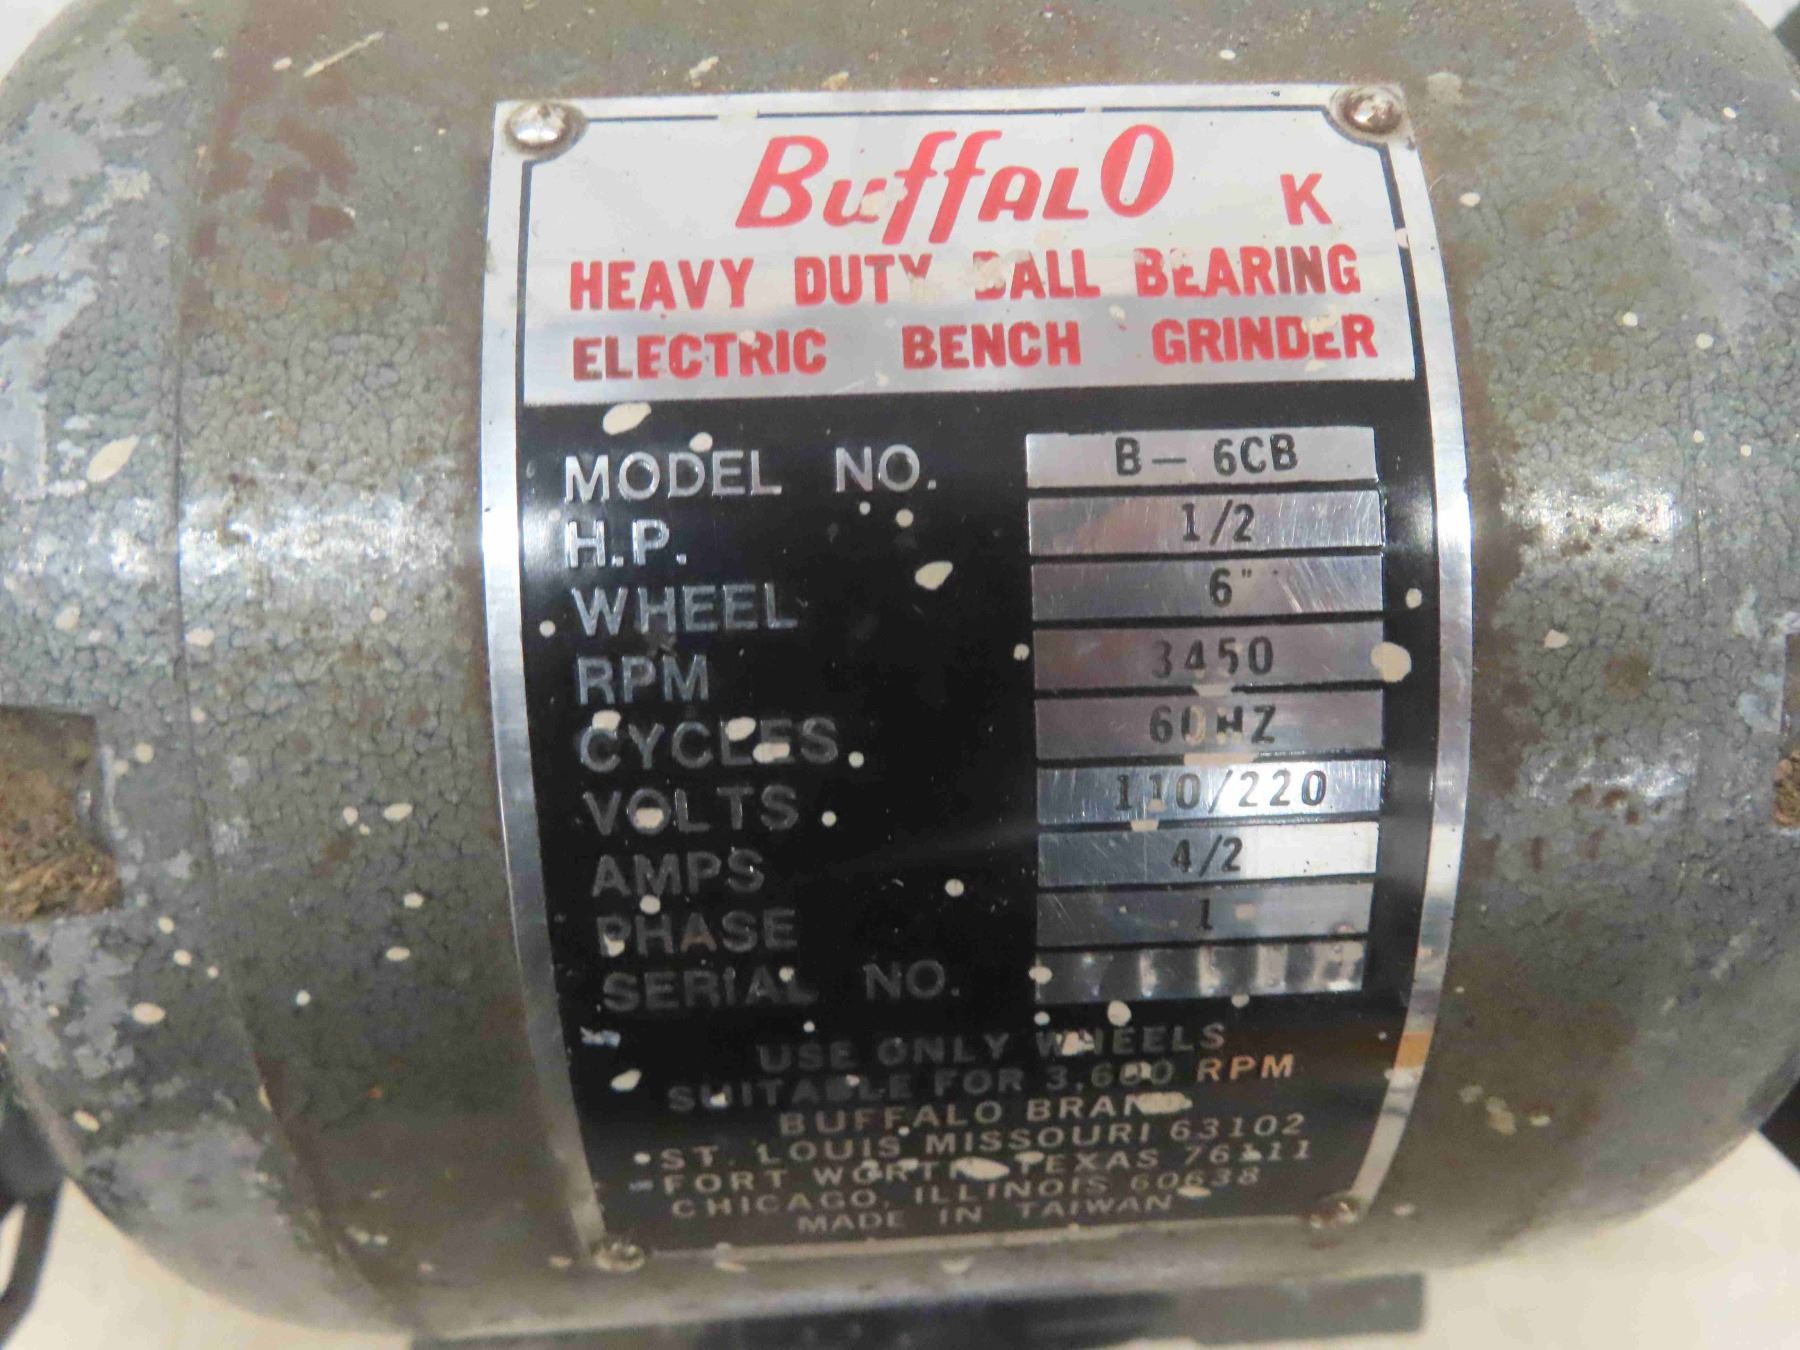 BuffalO K
HEAVY DUTY BALL BEARING
ELECTRIC BENCH GRINDER
MODEL NO. B- 6CB
H.P. 1/2
WHEEL 6"
RPM 3450
CYCLES. 60HZ
VOLTS. 110/220
AMPS 4/2
PHASE 1
SERIAL NO.
USE ONLY WHEELS
SUITABLE FOR 3,600 RPM
BUFFALO BRAND
ST. LOUIS MISSOURI 63102
FORT WORTH TEXAS 76111
CHICAGO, ILLINOIS 60638
MADE IN TAIWAN